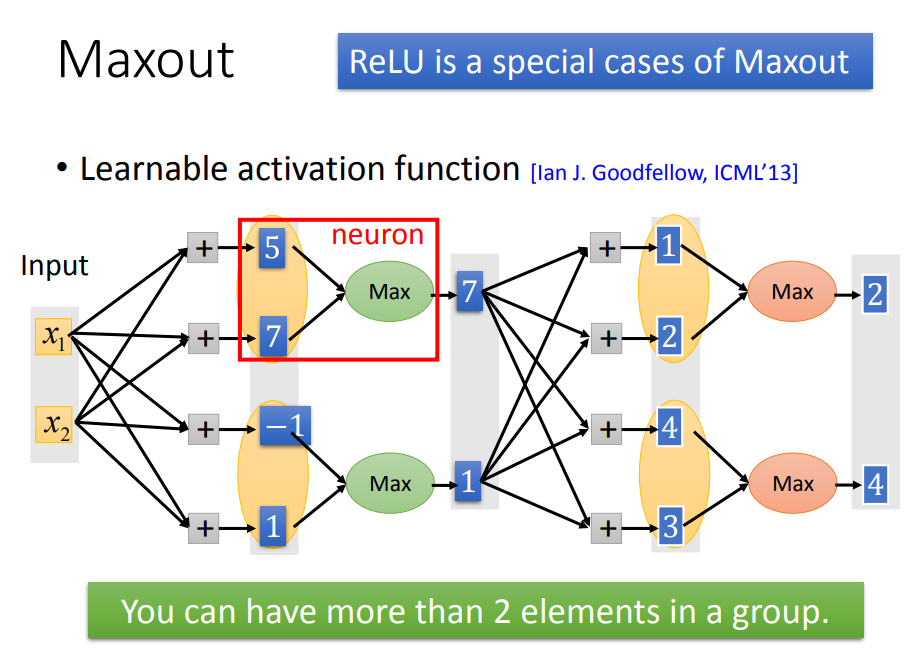 Maxout
ReLU is a special cases of Maxout
• Learnable activation function [Ian J. Goodfellow, ICML'13]
Input
neuron
x₁
x₂
+
+
+
+
5
7
−1
1
Max
Max
7
1
+
+
+
+
1
2
4
3
Max
Max
2
4
You can have more than 2 elements in a group.